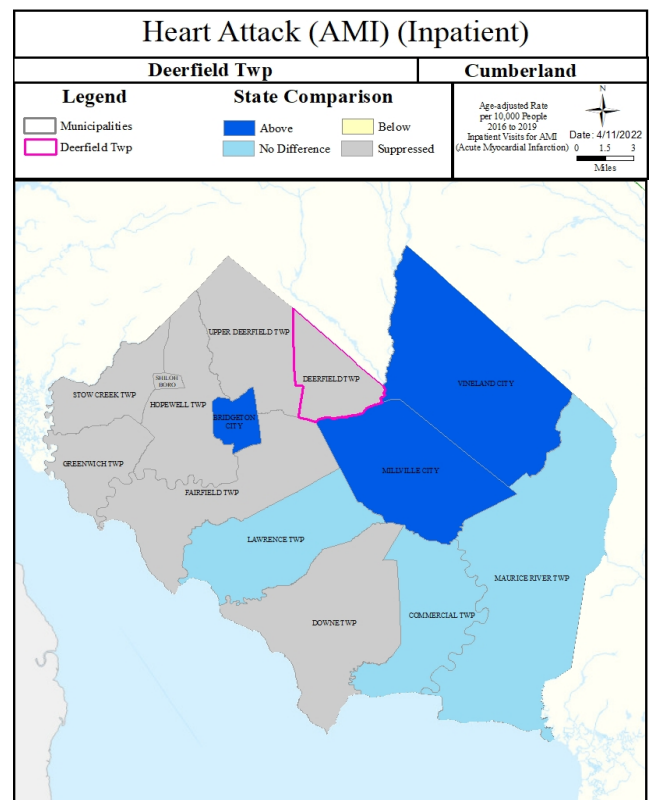 Heart Attack (AMI) (Inpatient)
Deerfield Twp
Cumberland
Legend
Municipalities
Deerfield Twp
State Comparison
Above
Below
No Difference
Suppressed
Age-adjusted Rate
per 10,000 People
2016 to 2019
Inpatient Visits for AMI
(Acute Myocardial Infarction)
N
Date: 4/11/2022
0 1.5 3
Miles
UPPER DEERFIELD TWP
DEERFIELD TWP
VINELAND CITY
SHILOH
BORO
STOW CREEK TWP
HOPEWELL TWP
BRIDGETON
CITY
GREENWICH TWP
MILLVILLE CITY
FAIRFIELD TWP
LAWRENCE TWP
MAURICE RIVER TWP
COMMERCIAL TWP
DOWNE TWP